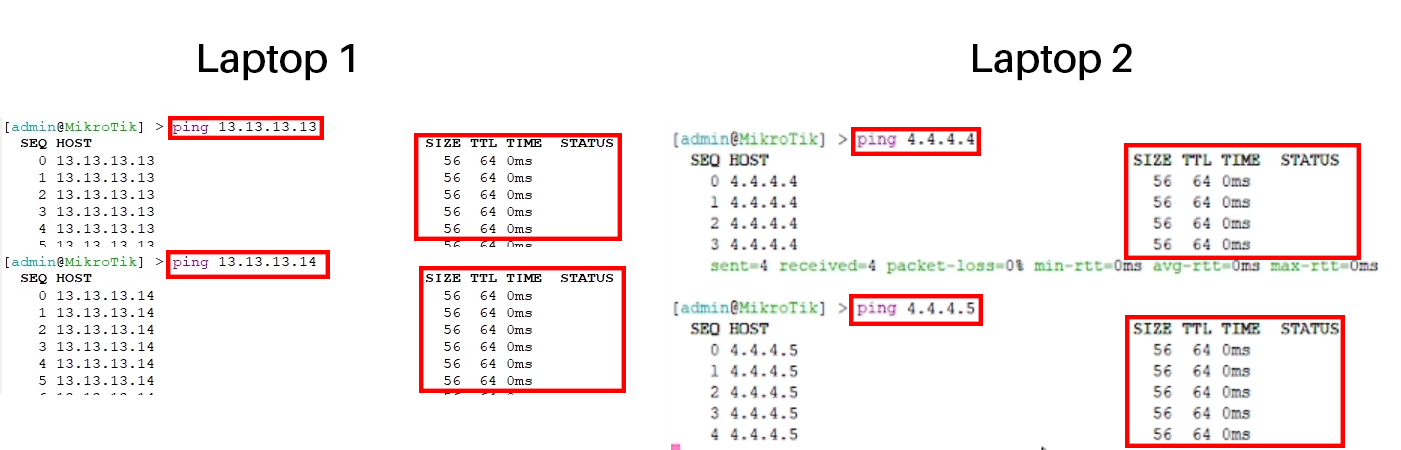 Laptop 1
[admin@MikroTik] > ping 13.13.13.13
SEQ HOST SIZE TTL TIME STATUS
0 13.13.13.13 56 64 0ms
1 13.13.13.13 56 64 0ms
2 13.13.13.13 56 64 0ms
3 13.13.13.13 56 64 0ms
4 13.13.13.13 56 64 0ms
5 13.13.13.13 56 64 0ms
[admin@MikroTik] > ping 13.13.13.14
SEQ HOST SIZE TTL TIME STATUS
0 13.13.13.14 56 64 0ms
1 13.13.13.14 56 64 0ms
2 13.13.13.14 56 64 0ms
3 13.13.13.14 56 64 0ms
4 13.13.13.14 56 64 0ms
5 13.13.13.14 56 64 0ms
Laptop 2
[admin@MikroTik] > ping 4.4.4.4
SEQ HOST SIZE TTL TIME STATUS
0 4.4.4.4 56 64 0ms
1 4.4.4.4 56 64 0ms
2 4.4.4.4 56 64 0ms
3 4.4.4.4 56 64 0ms
sent=4 received=4 packet-loss=0% min-rtt=0ms avg-rtt=0ms max-rtt=0ms
[admin@MikroTik] > ping 4.4.4.5
SEQ HOST SIZE TTL TIME STATUS
0 4.4.4.5 56 64 0ms
1 4.4.4.5 56 64 0ms
2 4.4.4.5 56 64 0ms
3 4.4.4.5 56 64 0ms
4 4.4.4.5 56 64 0ms